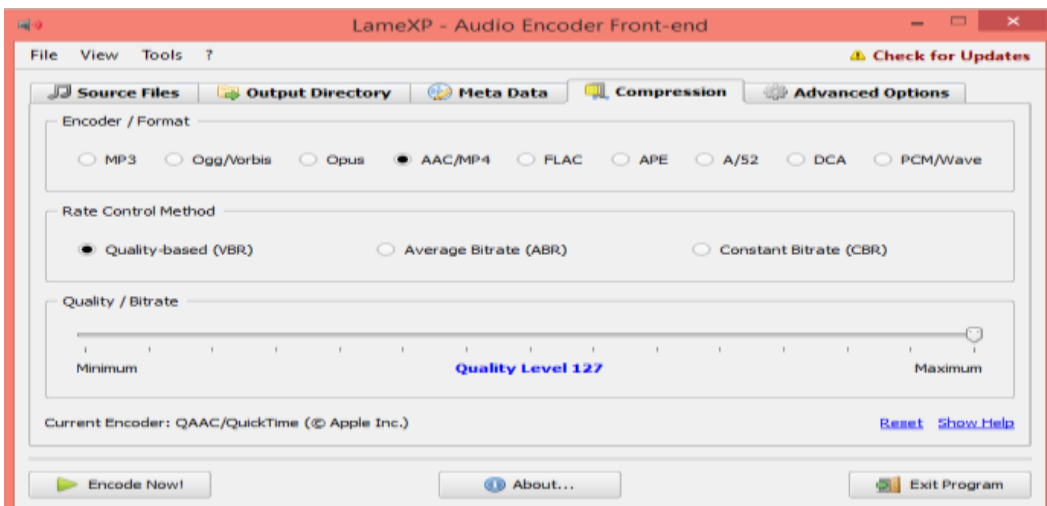 LameXP - Audio Encoder Front-end
File View Tools ? Check for Updates
Source Files Output Directory Meta Data Compression Advanced Options
Encoder / Format
MP3 Ogg/Vorbis Opus AAC/MP4 FLAC APE A/52 DCA PCM/Wave
Rate Control Method
Quality-based (VBR) Average Bitrate (ABR) Constant Bitrate (CBR)
Quality / Bitrate
Minimum Quality Level 127 Maximum
Current Encoder: QAAC/QuickTime (© Apple Inc.) Reset Show Help
Encode Now! About... Exit Program